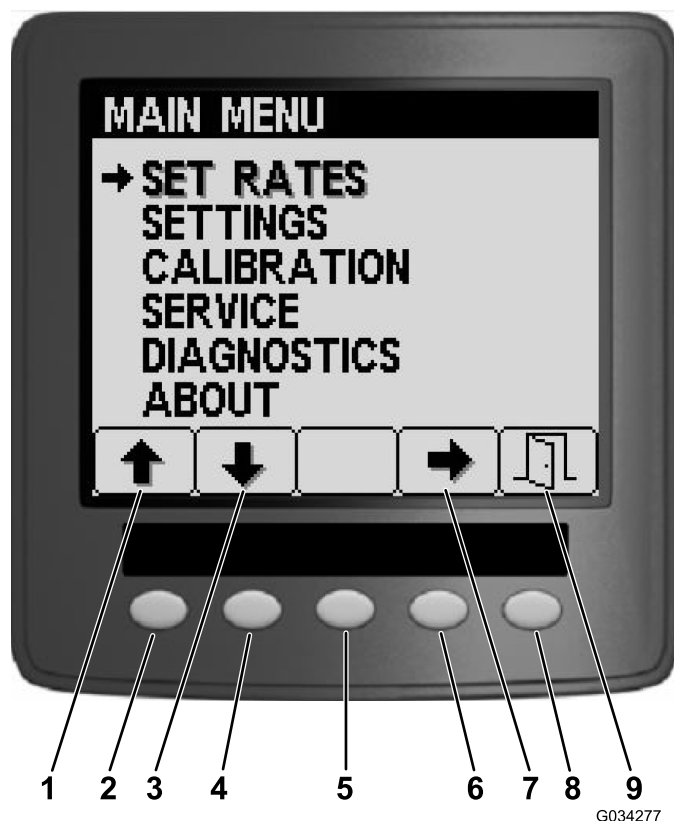 MAIN MENU
SET RATES
SETTINGS
CALIBRATION
SERVICE
DIAGNOSTICS
ABOUT
1 2 3 4 5 6 7 8 9
G034277